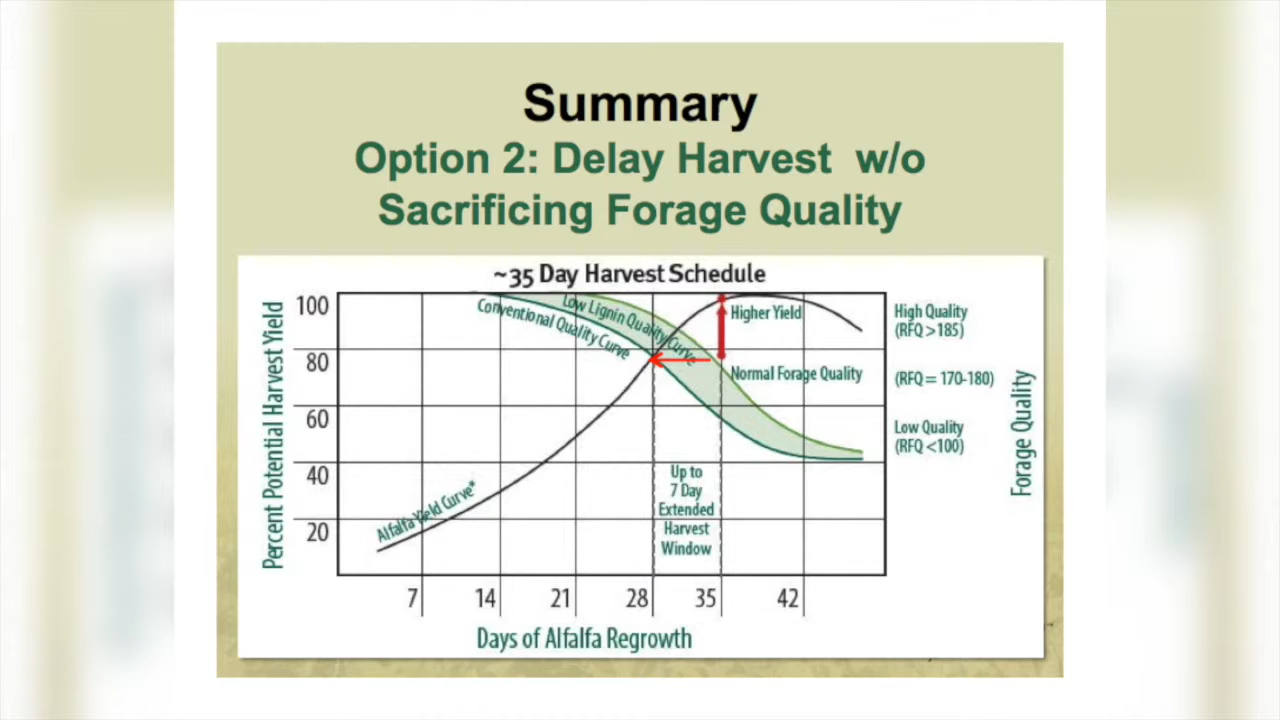 Summary
Option 2: Delay Harvest w/o
Sacrificing Forage Quality
~35 Day Harvest Schedule
Percent Potential Harvest Yield
100
80
60
40
20
Conventional Quality Curve
Low Lignin Quality Curve
Alfalfa Yield Curve*
Higher Yield
Normal Forage Quality
Up to
7 Day
Extended
Harvest
Window
High Quality
(RFQ >185)
(RFQ = 170-180)
Low Quality
(RFQ <100)
Forage Quality
7
14
21
28
35
42
Days of Alfalfa Regrowth